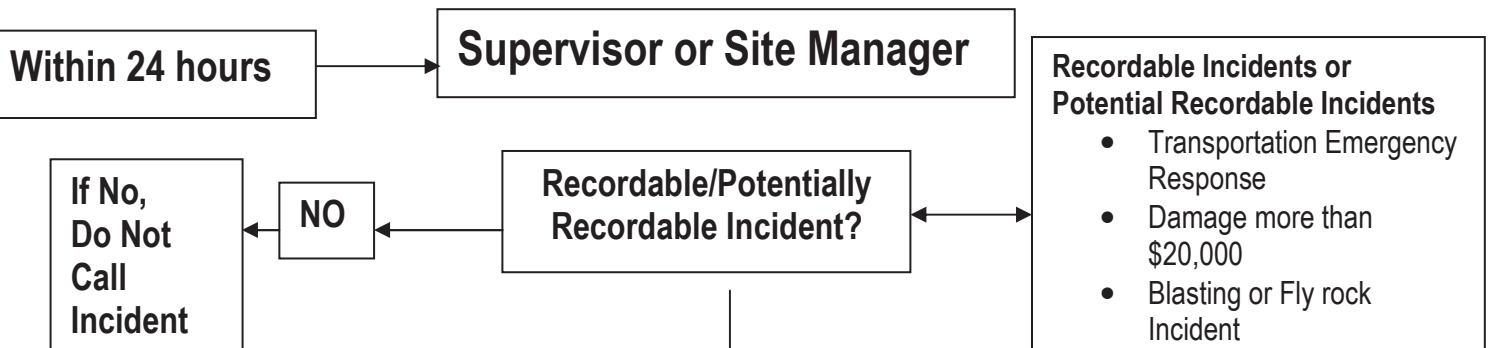 Within 24 hours
Supervisor or Site Manager
If No,
Do Not
Call
Incident
NO
Recordable/Potentially
Recordable Incident?
Recordable Incidents or
Potential Recordable Incidents
• Transportation Emergency
Response
• Damage more than
$20,000
• Blasting or Fly rock
Incident